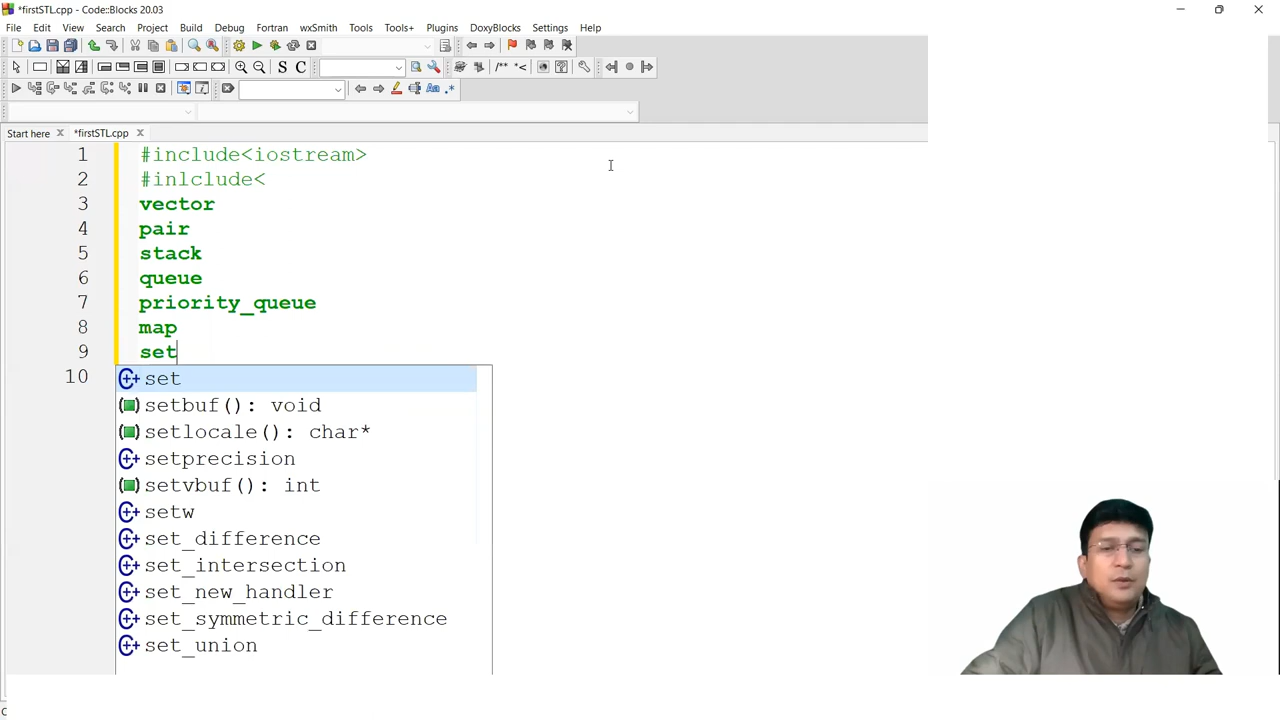 *firstSTL.cpp - Code::Blocks 20.03
File Edit View Search Project Build Debug Fortran wxSmith Tools Tools+ Plugins DoxyBlocks Settings Help
S C /** *<
Aa .*
Start here *firstSTL.cpp
1 #include<iostream>
2 #inlclude<
3 vector
4 pair
5 stack
6 queue
7 priority_queue
8 map
9 set
10 set
setbuf(): void
setlocale(): char*
setprecision
setvbuf(): int
setw
set_difference
set_intersection
set_new_handler
set_symmetric_difference
set_union